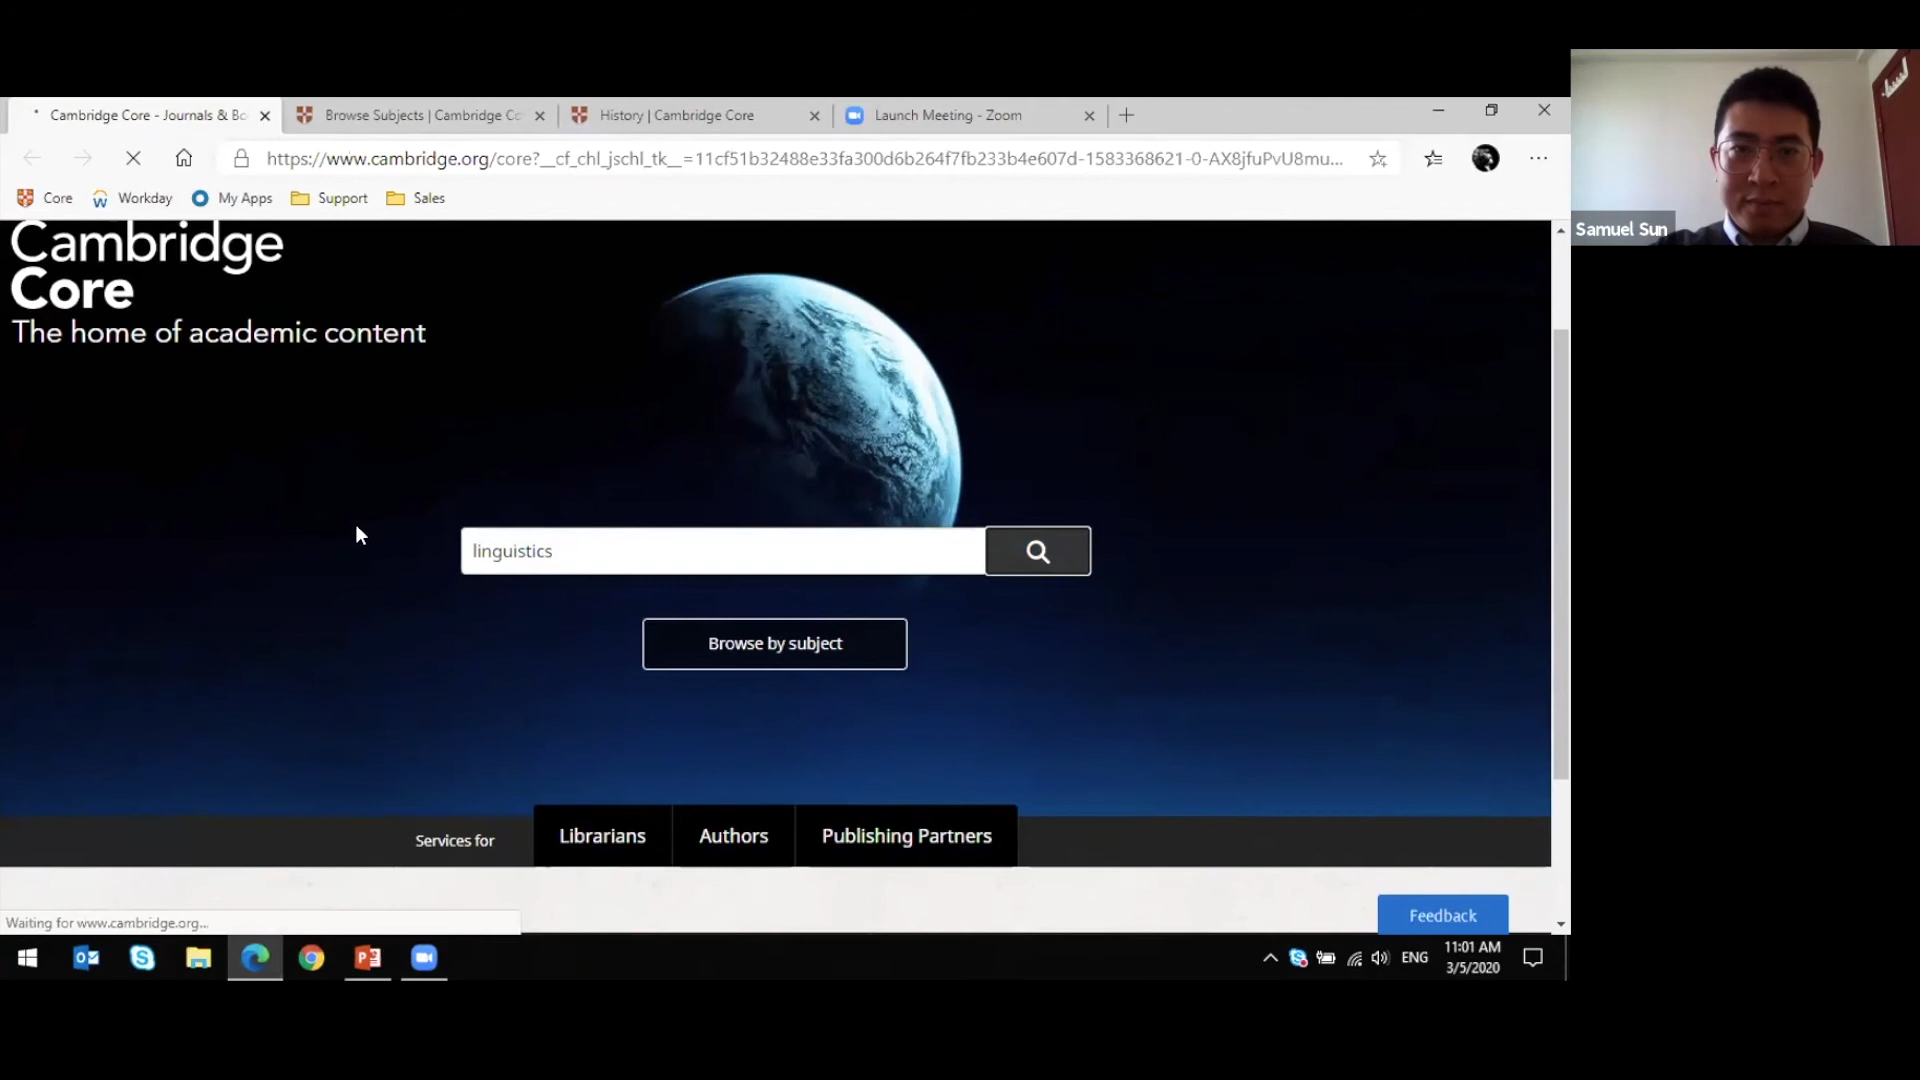 Cambridge Core - Journals & Bo
Browse Subjects | Cambridge Co
History | Cambridge Core
Launch Meeting - Zoom
https://www.cambridge.org/core?__cf_chl_jschl_tk__=11cf51b32488e33fa300d6b264f7fb233b4e607d-1583368621-0-AX8jfuPvU8mu...
Core
Workday
My Apps
Support
Sales
Samuel Sun
Cambridge
Core
The home of academic content
linguistics
Browse by subject
Services for
Librarians
Authors
Publishing Partners
Feedback
Waiting for www.cambridge.org...
ENG
11:01 AM
3/5/2020